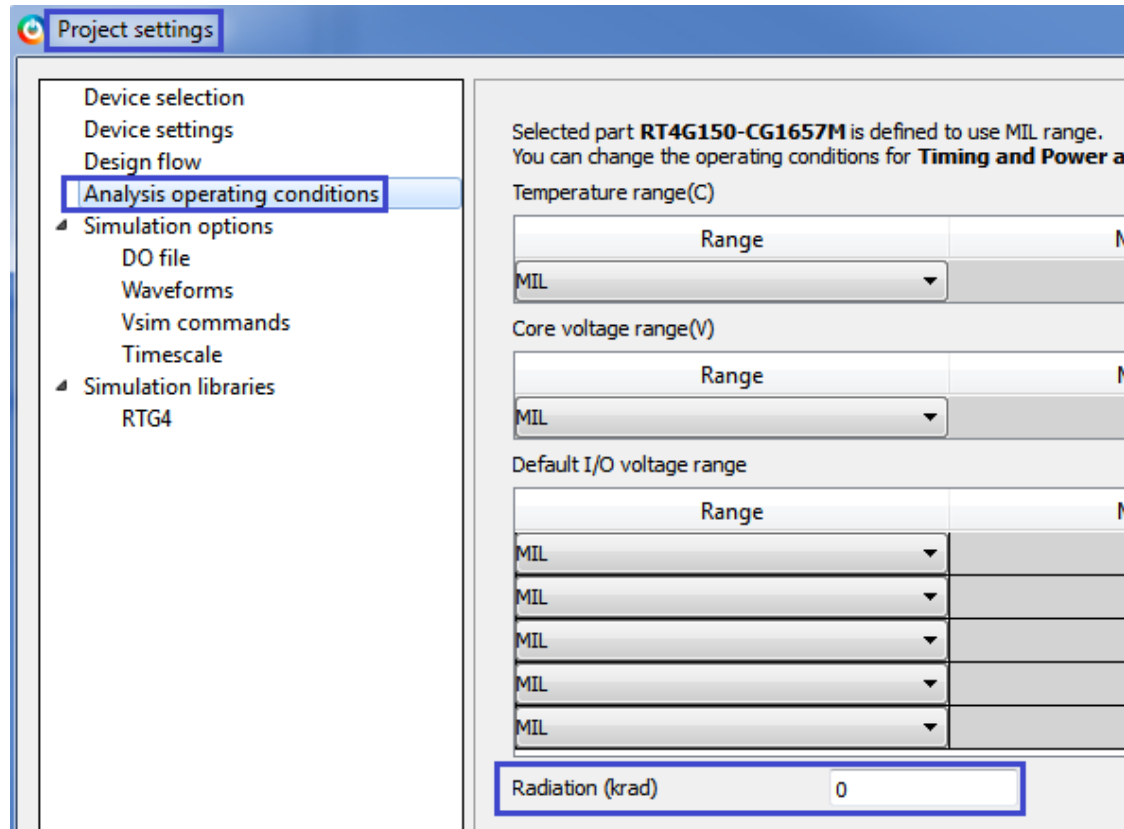 Project settings
Device selection
Device settings
Design flow
Analysis operating conditions
Simulation options
DO file
Waveforms
Vsim commands
Timescale
Simulation libraries
RTG4
Selected part RT4G150-CG1657M is defined to use MIL range.
You can change the operating conditions for Timing and Power a
Temperature range(C)
Range
MIL
Core voltage range(V)
Range
MIL
Default I/O voltage range
Range
MIL
MIL
MIL
MIL
MIL
Radiation (krad) 0